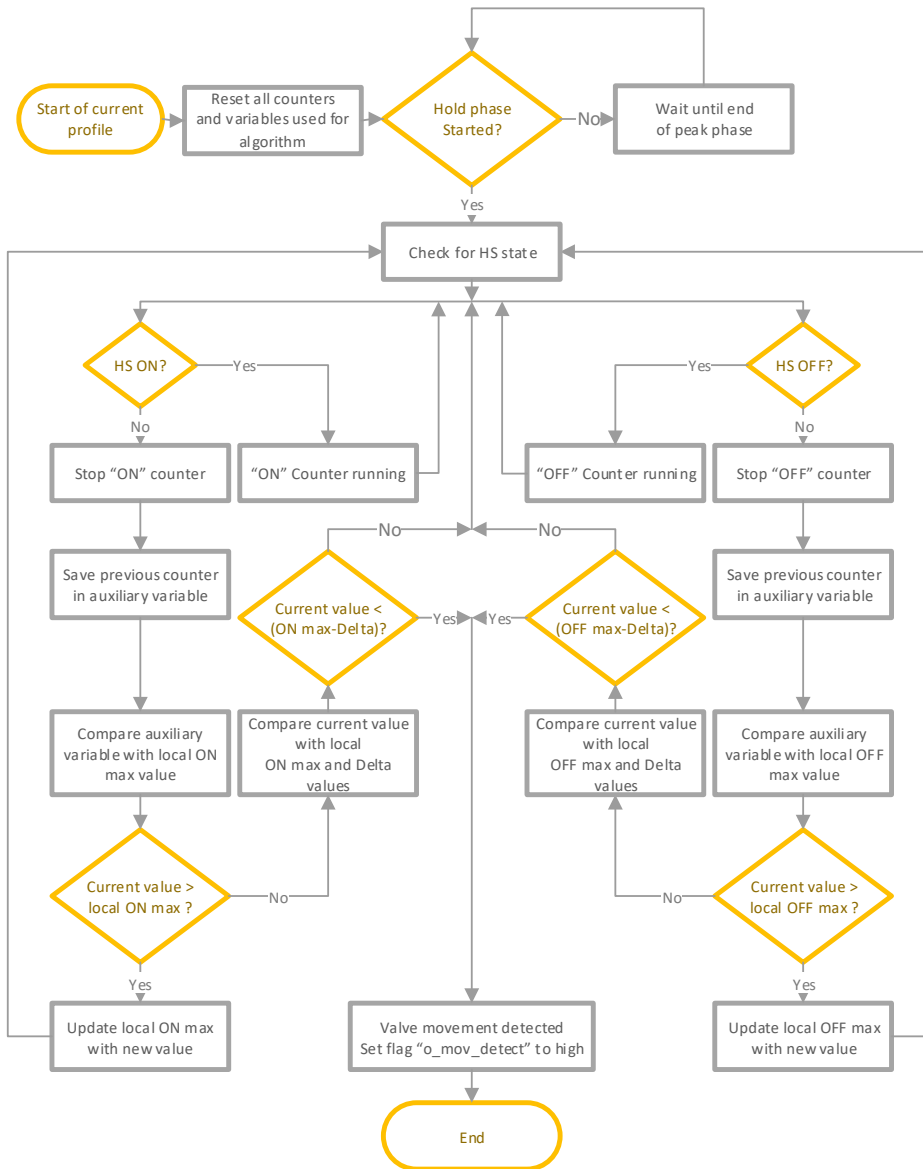 Start of current
profile
Reset all counters
and variables used for
algorithm
Hold phase
Started?
No
Wait until end
of peak phase
Yes
Check for HS state
HS ON?
Yes
No
HS OFF?
Yes
No
Stop “ON” counter
“ON” Counter running
“OFF” Counter running
Stop “OFF” counter
No
No
Save previous counter
in auxiliary variable
Current value <
(ON max-Delta)?
Yes
Yes
Current value <
(OFF max-Delta)?
Save previous counter
in auxiliary variable
Compare auxiliary
variable with local ON
max value
Compare current value
with local
ON max and Delta
values
Compare current value
with local
OFF max and Delta
values
Compare auxiliary
variable with local OFF
max value
Current value >
local ON max ?
No
No
Current value >
local OFF max ?
Yes
Yes
Update local ON max
with new value
Valve movement detected
Set flag “o_mov_detect” to high
Update local OFF max
with new value
End